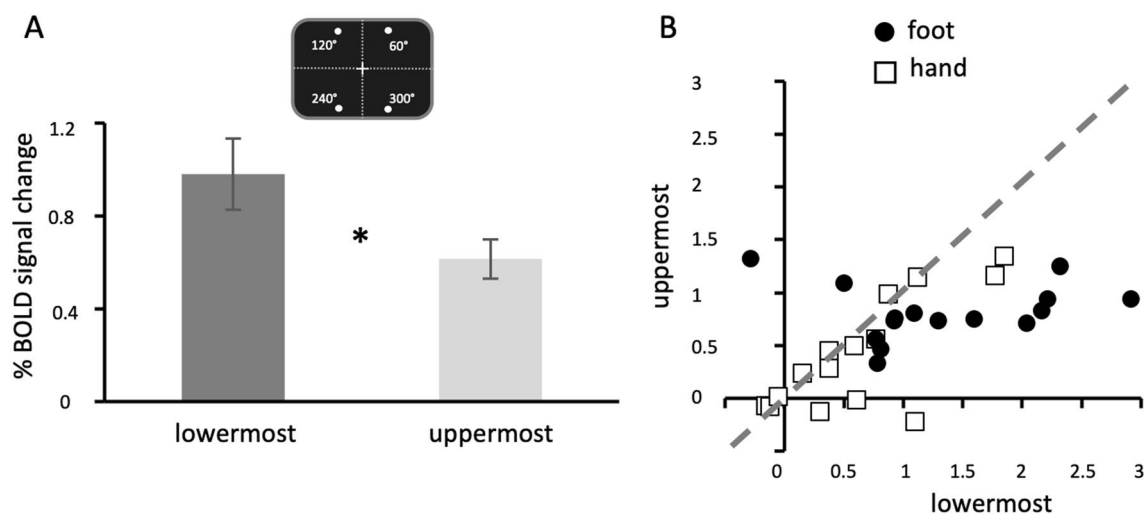 A
120° 60°
240° 300°
% BOLD signal change
1.2
0.8
0.4
0
*
lowermost uppermost
B
foot
hand
uppermost
3
2.5
2
1.5
1
0.5
0
0 0.5 1 1.5 2 2.5 3
lowermost